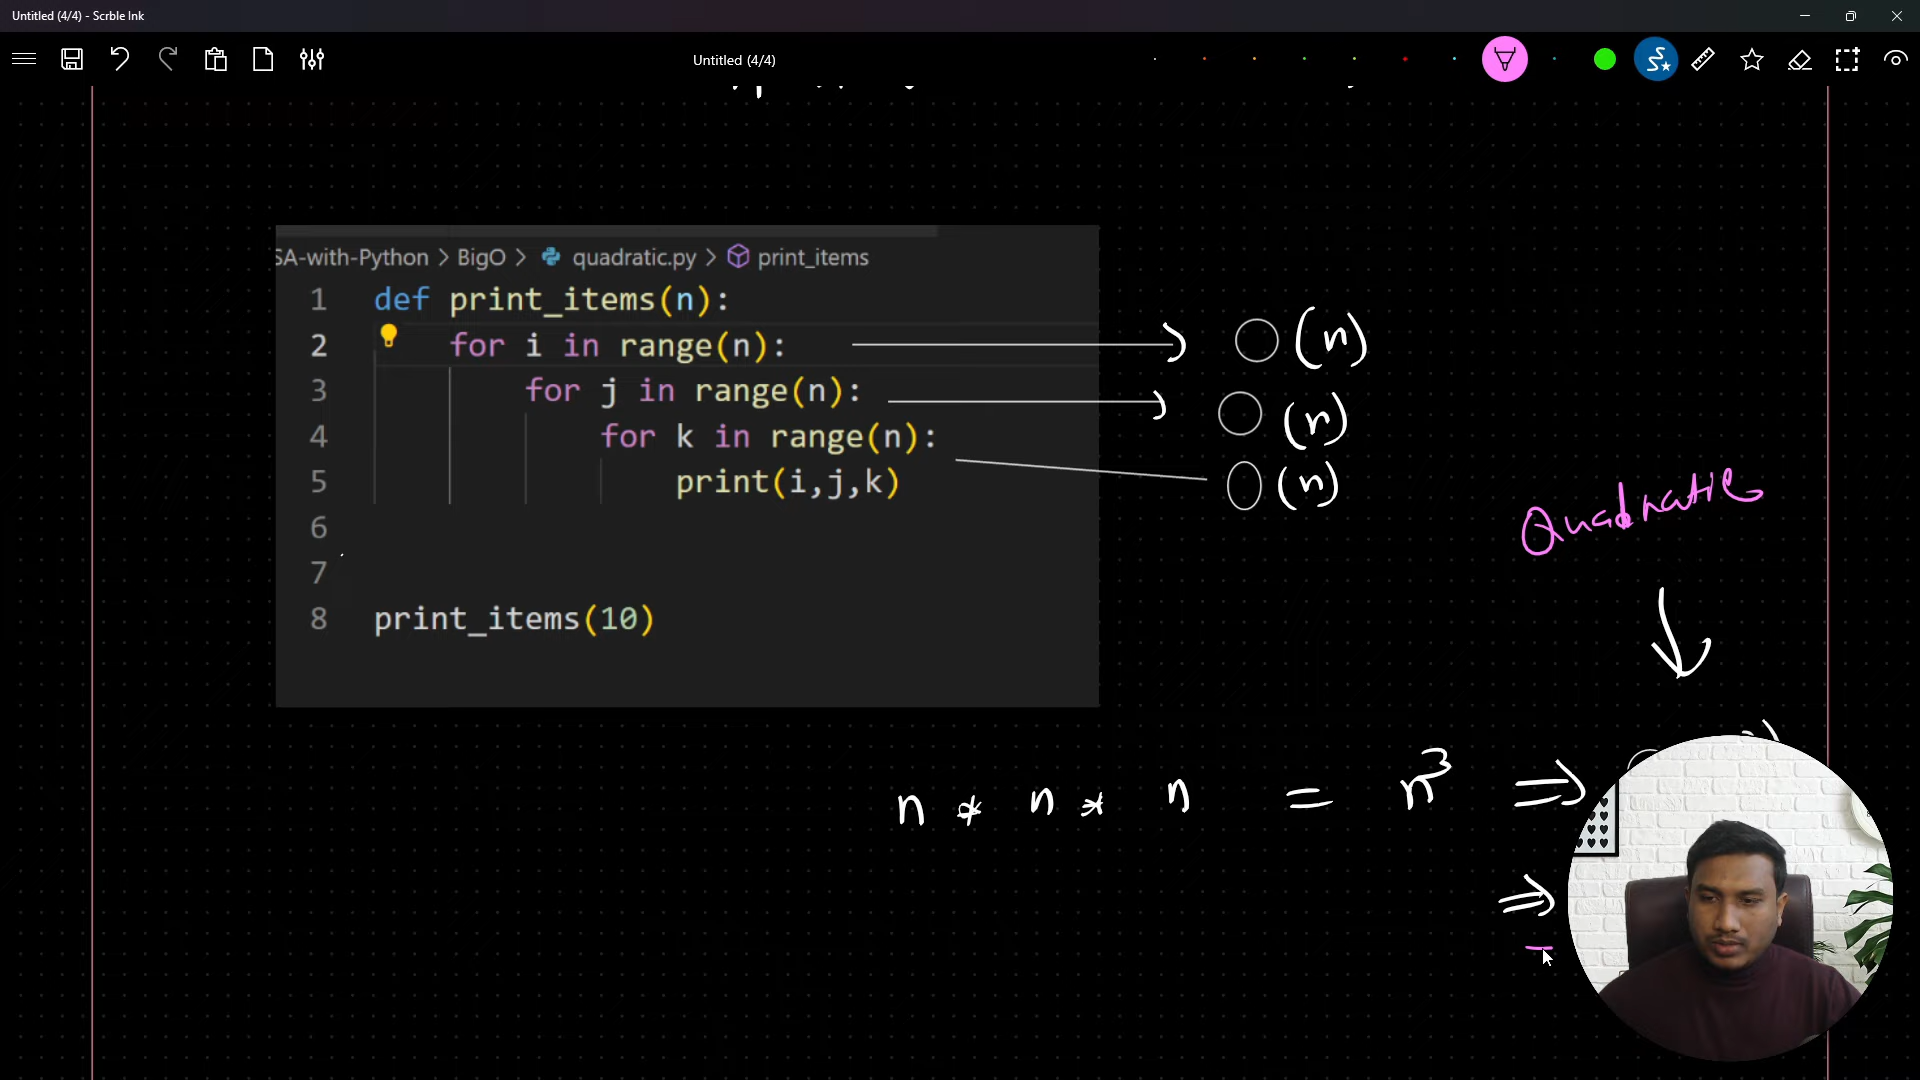 Untitled (4/4) - Scrble Ink
Untitled (4/4)
SA-with-Python > BigO > quadratic.py > print_items
1 def print_items(n):
2 for i in range(n):
3 for j in range(n):
4 for k in range(n):
5 print(i,j,k)
6
7
8 print_items(10)
O (n)
O (n)
O (n)
Quadratic
n * n * n = n³ ⇒
⇒